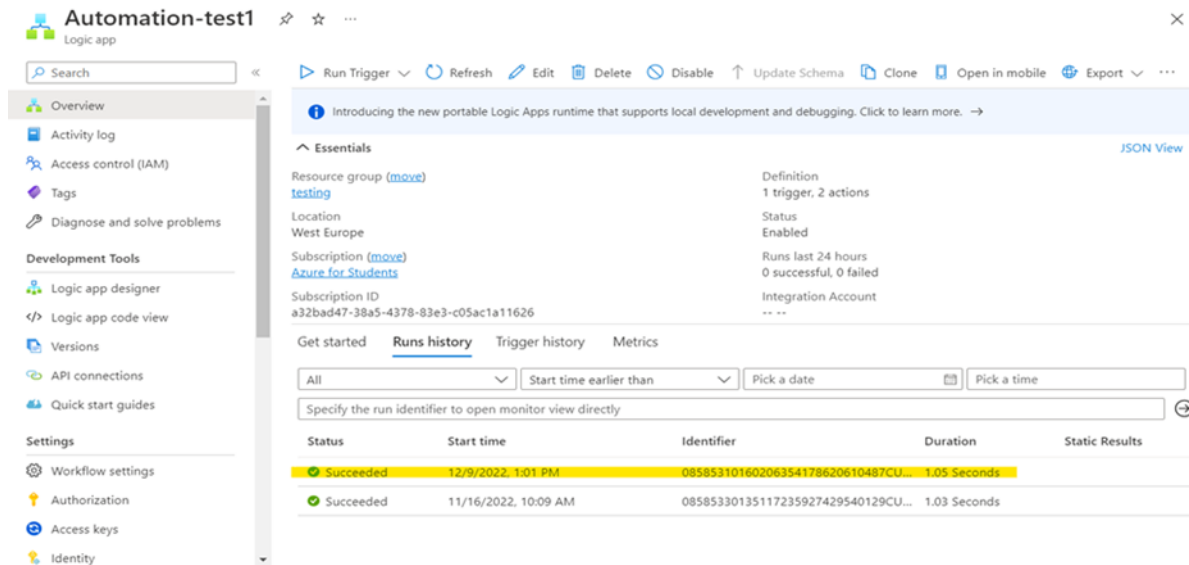 Automation-test1
Logic app
Search
Overview
Activity log
Access control (IAM)
Tags
Diagnose and solve problems
Development Tools
Logic app designer
Logic app code view
Versions
API connections
Quick start guides
Settings
Workflow settings
Authorization
Access keys
Identity
Run Trigger Refresh Edit Delete Disable Update Schema Clone Open in mobile Export
Introducing the new portable Logic Apps runtime that supports local development and debugging. Click to learn more. →
Essentials JSON View
Resource group (move)
testing
Location
West Europe
Subscription (move)
Azure for Students
Subscription ID
a32bad47-38a5-4378-83e3-c05ac1a11626
Definition
1 trigger, 2 actions
Status
Enabled
Runs last 24 hours
0 successful, 0 failed
Integration Account
-- --
Get started Runs history Trigger history Metrics
All Start time earlier than Pick a date Pick a time
Specify the run identifier to open monitor view directly
Status Start time Identifier Duration Static Results
Succeeded 12/9/2022, 1:01 PM 08585310160206354178620610487CU... 1.05 Seconds
Succeeded 11/16/2022, 10:09 AM 08585330135117235927429540129CU... 1.03 Seconds